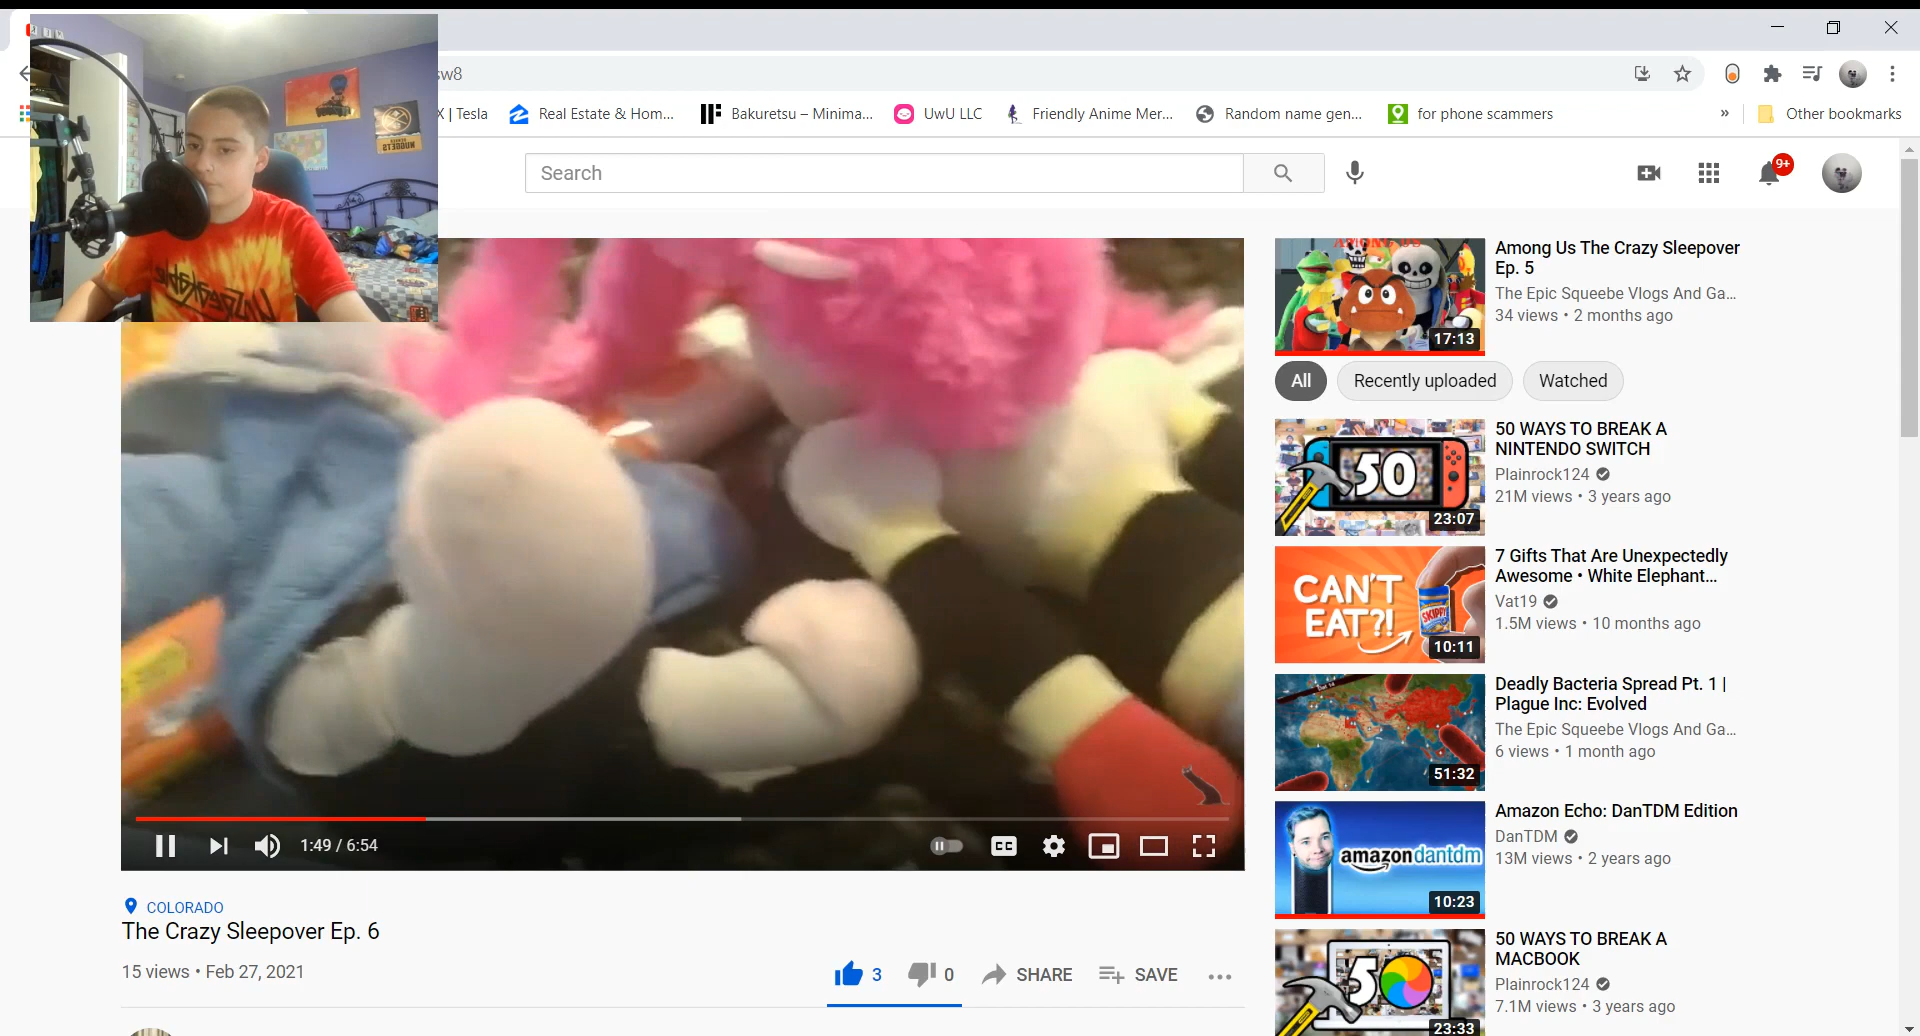 sw8
X | Tesla
Real Estate & Hom...
Bakuretsu – Minima...
UwU LLC
Friendly Anime Mer...
Random name gen...
for phone scammers
»
Other bookmarks
NUGGETS
Search
9+
AMONG US
17:13
Among Us The Crazy Sleepover
Ep. 5
The Epic Squeebe Vlogs And Ga...
34 views • 2 months ago
All
Recently uploaded
Watched
50
23:07
50 WAYS TO BREAK A
NINTENDO SWITCH
Plainrock124
21M views • 3 years ago
CAN'T
EAT?!
SKIPPY
10:11
7 Gifts That Are Unexpectedly
Awesome • White Elephant...
Vat19
1.5M views • 10 months ago
51:32
Deadly Bacteria Spread Pt. 1 |
Plague Inc: Evolved
The Epic Squeebe Vlogs And Ga...
6 views • 1 month ago
amazondantdm
10:23
Amazon Echo: DanTDM Edition
DanTDM
13M views • 2 years ago
1:49 / 6:54
CC
COLORADO
The Crazy Sleepover Ep. 6
15 views • Feb 27, 2021
3
0
SHARE
SAVE
50
23:33
50 WAYS TO BREAK A
MACBOOK
Plainrock124
7.1M views • 3 years ago